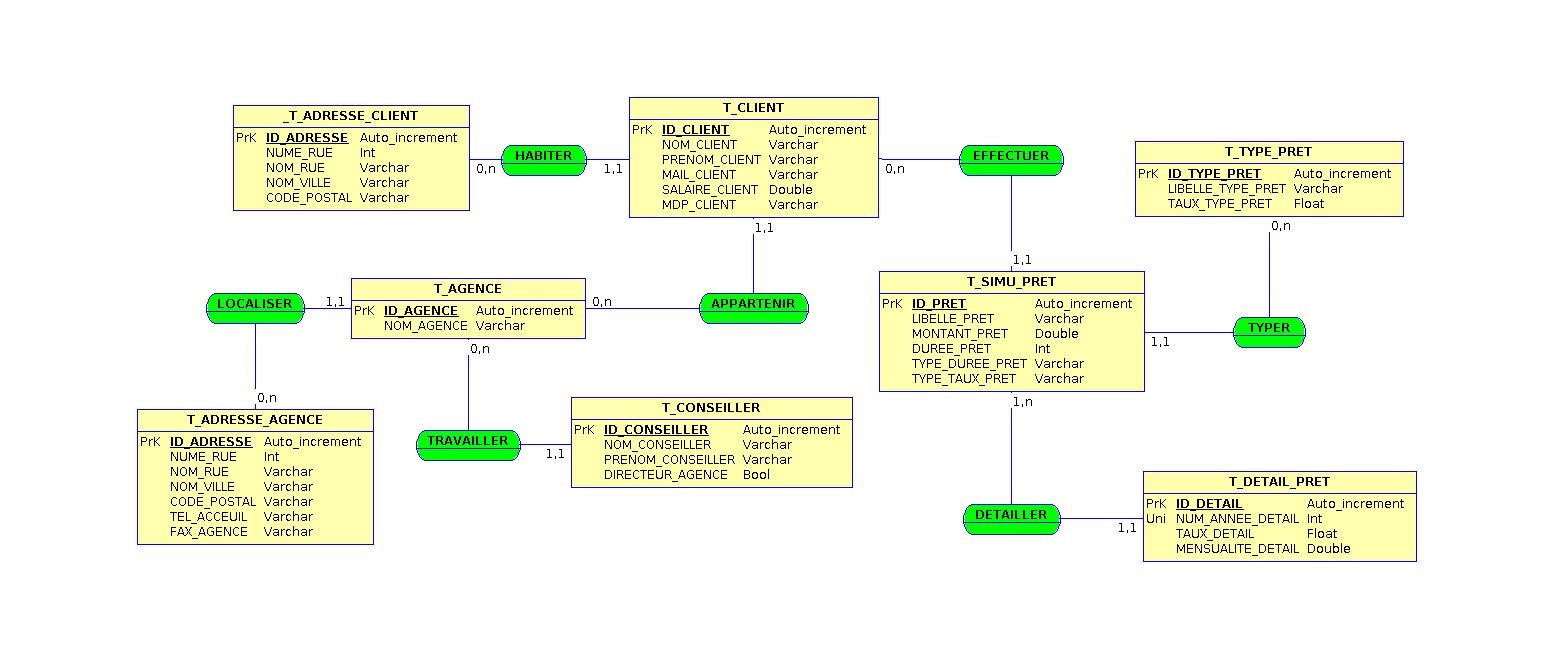 _T_ADRESSE_CLIENT
PrK ID_ADRESSE Auto_increment
NUME_RUE Int
NOM_RUE Varchar
NOM_VILLE Varchar
CODE_POSTAL Varchar
0,n
HABITER
1,1
T_CLIENT
PrK ID_CLIENT Auto_increment
NOM_CLIENT Varchar
PRENOM_CLIENT Varchar
MAIL_CLIENT Varchar
SALAIRE_CLIENT Double
MDP_CLIENT Varchar
0,n
EFFECTUER
1,1
T_TYPE_PRET
PrK ID_TYPE_PRET Auto_increment
LIBELLE_TYPE_PRET Varchar
TAUX_TYPE_PRET Float
0,n
1,1
LOCALISER
1,1
T_AGENCE
PrK ID_AGENCE Auto_increment
NOM_AGENCE Varchar
0,n
APPARTENIR
T_SIMU_PRET
PrK ID_PRET Auto_increment
LIBELLE_PRET Varchar
MONTANT_PRET Double
DUREE_PRET Int
TYPE_DUREE_PRET Varchar
TYPE_TAUX_PRET Varchar
1,1
TYPER
0,n
0,n
1,n
T_ADRESSE_AGENCE
PrK ID_ADRESSE Auto_increment
NUME_RUE Int
NOM_RUE Varchar
NOM_VILLE Varchar
CODE_POSTAL Varchar
TEL_ACCEUIL Varchar
FAX_AGENCE Varchar
TRAVAILLER
1,1
T_CONSEILLER
PrK ID_CONSEILLER Auto_increment
NOM_CONSEILLER Varchar
PRENOM_CONSEILLER Varchar
DIRECTEUR_AGENCE Bool
DETAILLER
1,1
T_DETAIL_PRET
PrK ID_DETAIL Auto_increment
Uni NUM_ANNEE_DETAIL Int
TAUX_DETAIL Float
MENSUALITE_DETAIL Double